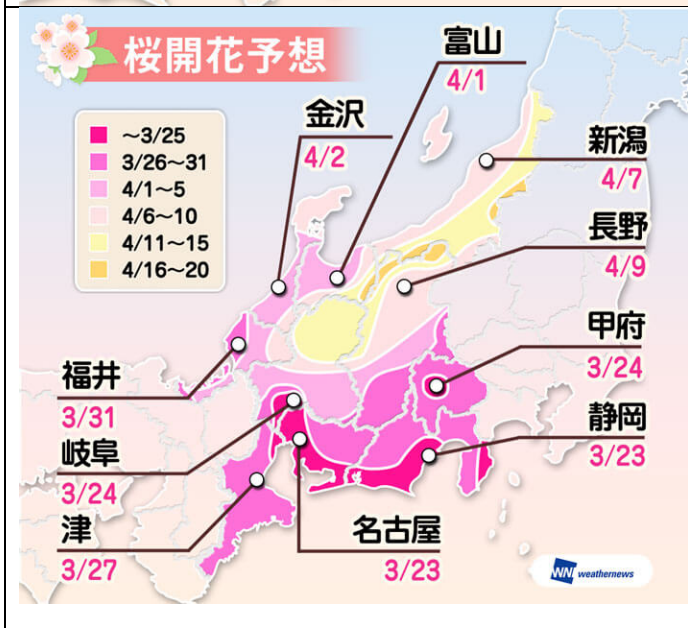 桜開花予想
～3/25
3/26～31
4/1～5
4/6～10
4/11～15
4/16～20
富山
4/1
金沢
4/2
新潟
4/7
長野
4/9
甲府
3/24
静岡
3/23
福井
3/31
岐阜
3/24
津
3/27
名古屋
3/23
WNI weathernews